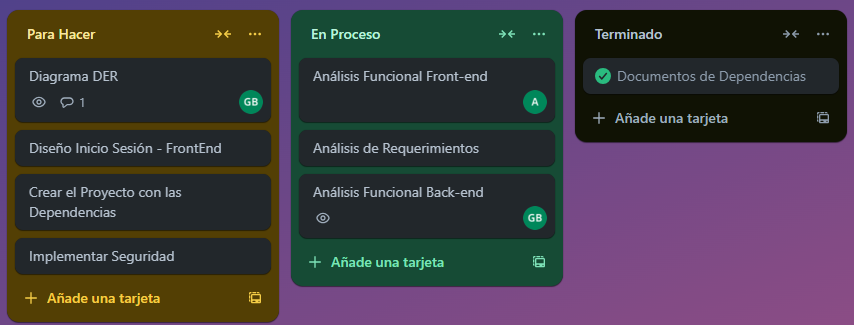 Para Hacer
Diagrama DER
1
GB
Diseño Inicio Sesión - FrontEnd
Crear el Proyecto con las
Dependencias
Implementar Seguridad
Añade una tarjeta
En Proceso
Análisis Funcional Front-end
A
Análisis de Requerimientos
Análisis Funcional Back-end
GB
Añade una tarjeta
Terminado
Documentos de Dependencias
Añade una tarjeta